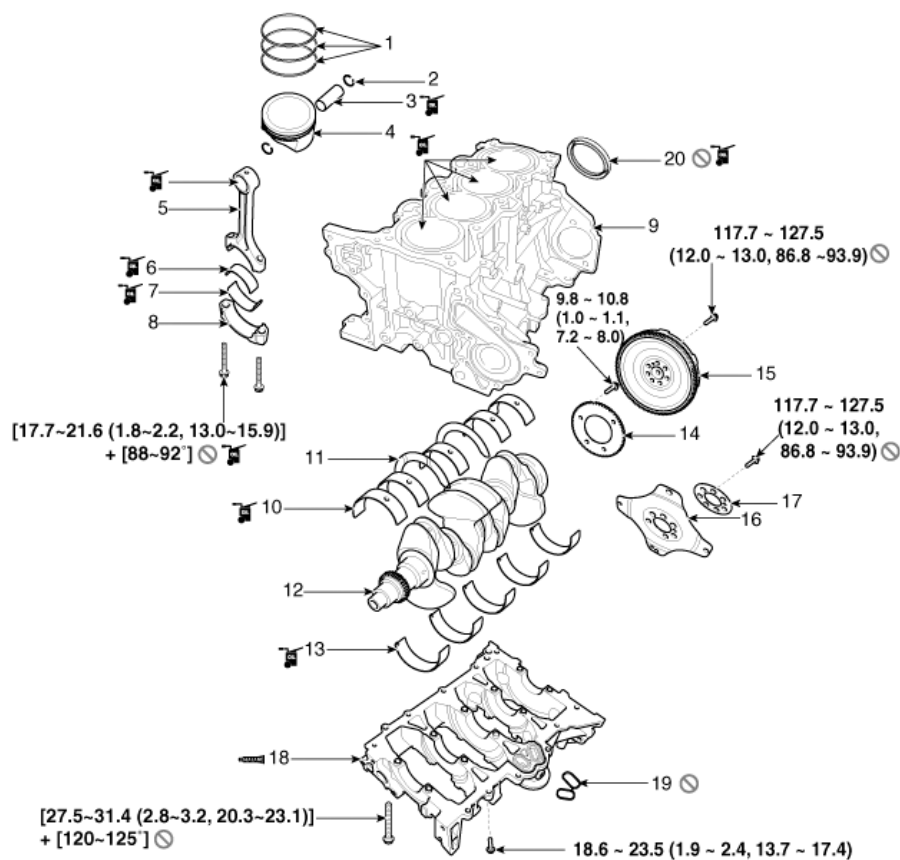 1
2
3
4
20
5
9
117.7 ~ 127.5
(12.0 ~ 13.0, 86.8 ~93.9)
6
7
8
9.8 ~ 10.8
(1.0 ~ 1.1,
7.2 ~ 8.0)
15
117.7 ~ 127.5
(12.0 ~ 13.0,
86.8 ~ 93.9)
[17.7~21.6 (1.8~2.2, 13.0~15.9)]
+ [88~92°]
14
11
17
10
16
12
13
18
19
[27.5~31.4 (2.8~3.2, 20.3~23.1)]
+ [120~125°]
18.6 ~ 23.5 (1.9 ~ 2.4, 13.7 ~ 17.4)